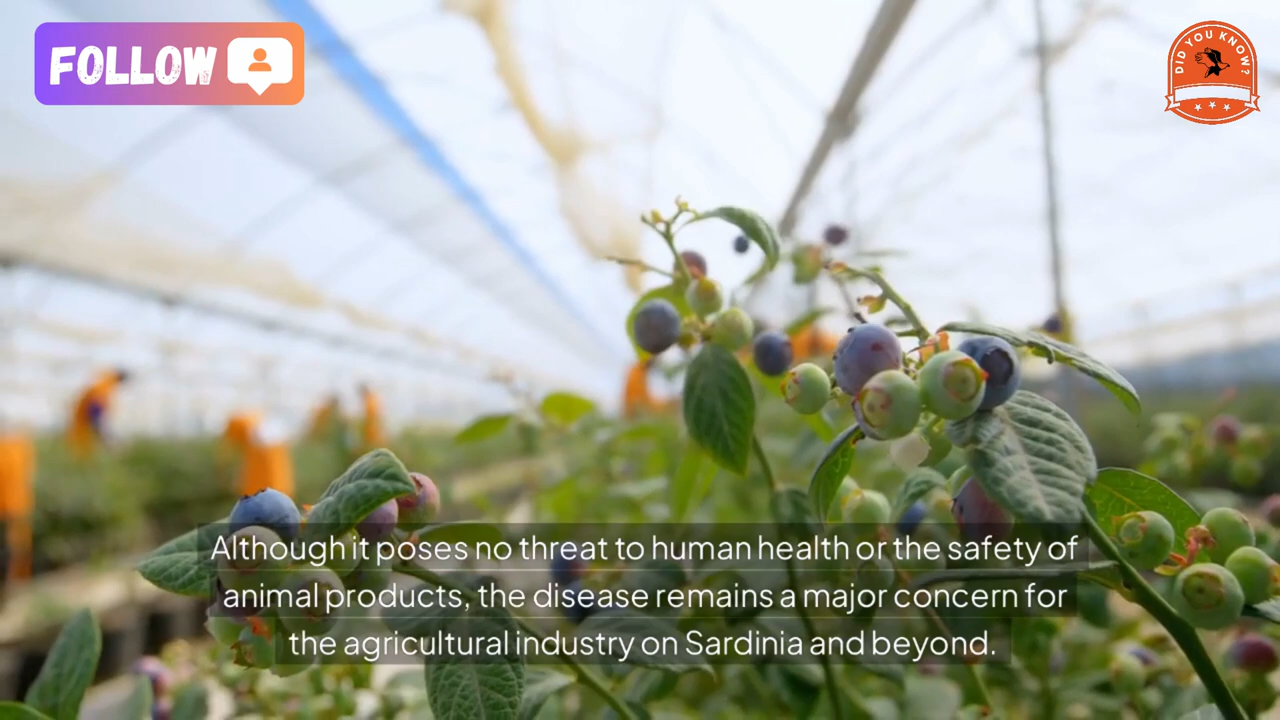 FOLLOW
DID YOU KNOW?
Although it poses no threat to human health or the safety of
animal products, the disease remains a major concern for
the agricultural industry on Sardinia and beyond.